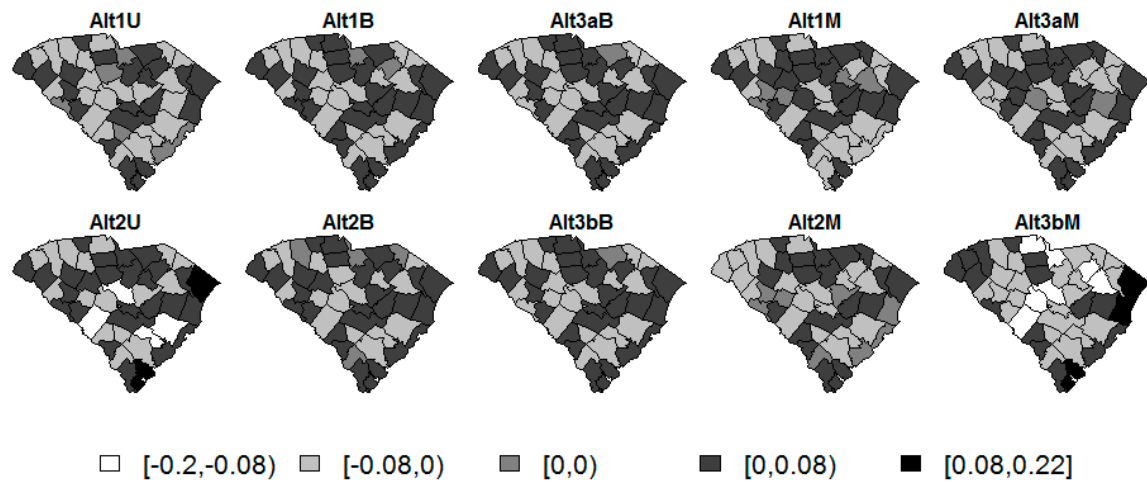 Alt1U Alt1B Alt3aB Alt1M Alt3aM
Alt2U Alt2B Alt3bB Alt2M Alt3bM
[-0.2,-0.08) [-0.08,0) [0,0) [0,0.08) [0.08,0.22]